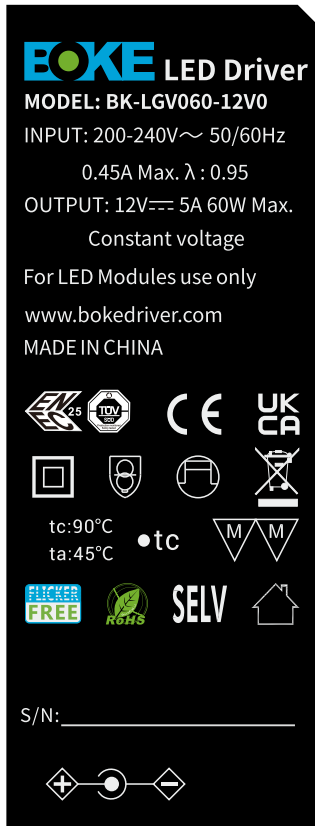 BOKE LED Driver
MODEL: BK-LGV060-12V0
INPUT: 200-240V～ 50/60Hz
0.45A Max. λ : 0.95
OUTPUT: 12V⎓ 5A 60W Max.
Constant voltage
For LED Modules use only
www.bokedriver.com
MADE IN CHINA
ENEC 25 TÜV SÜD CE UKCA
tc:90℃
ta:45℃
●tc
M M
FLICKER
FREE
RoHS
SELV
S/N: